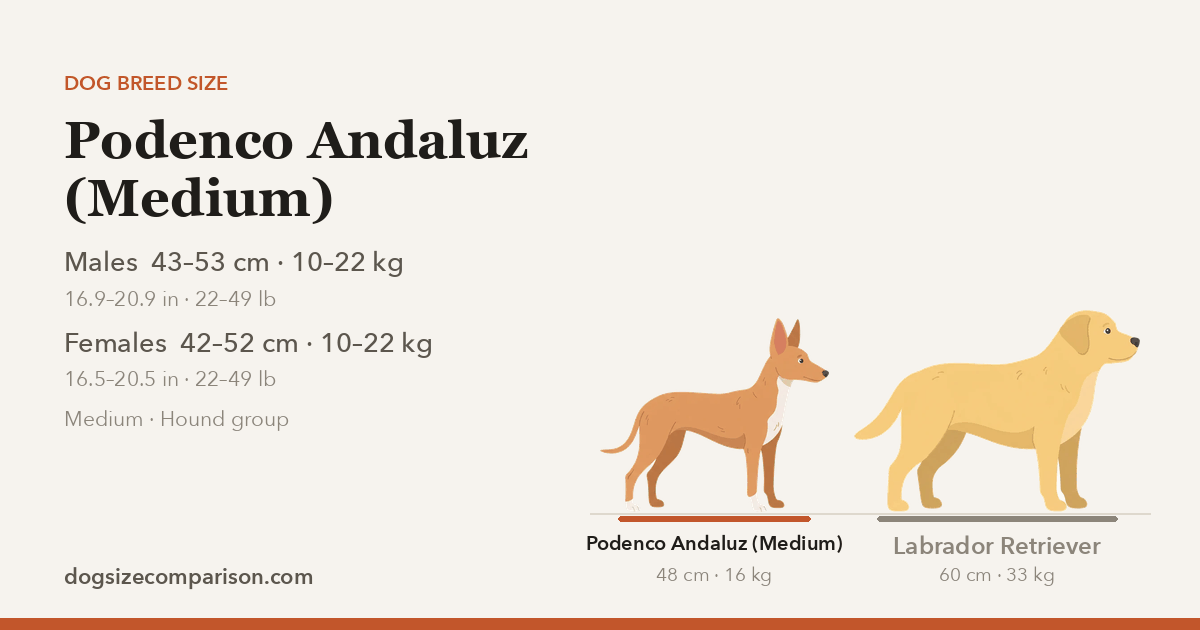 DOG BREED SIZE
Podenco Andaluz
(Medium)
Males 43–53 cm · 10–22 kg
16.9–20.9 in · 22–49 lb
Females 42–52 cm · 10–22 kg
16.5–20.5 in · 22–49 lb
Medium · Hound group
Podenco Andaluz (Medium)
48 cm · 16 kg
Labrador Retriever
60 cm · 33 kg
dogsizecomparison.com